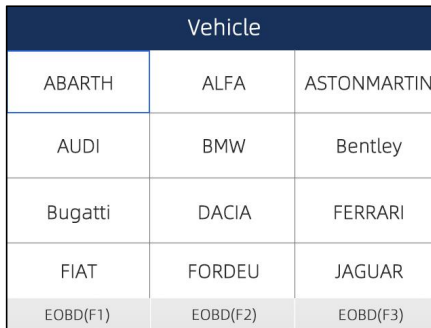 Vehicle
ABARTH ALFA ASTONMARTIN
AUDI BMW Bentley
Bugatti DACIA FERRARI
FIAT FORDEU JAGUAR
EOBD(F1) EOBD(F2) EOBD(F3)